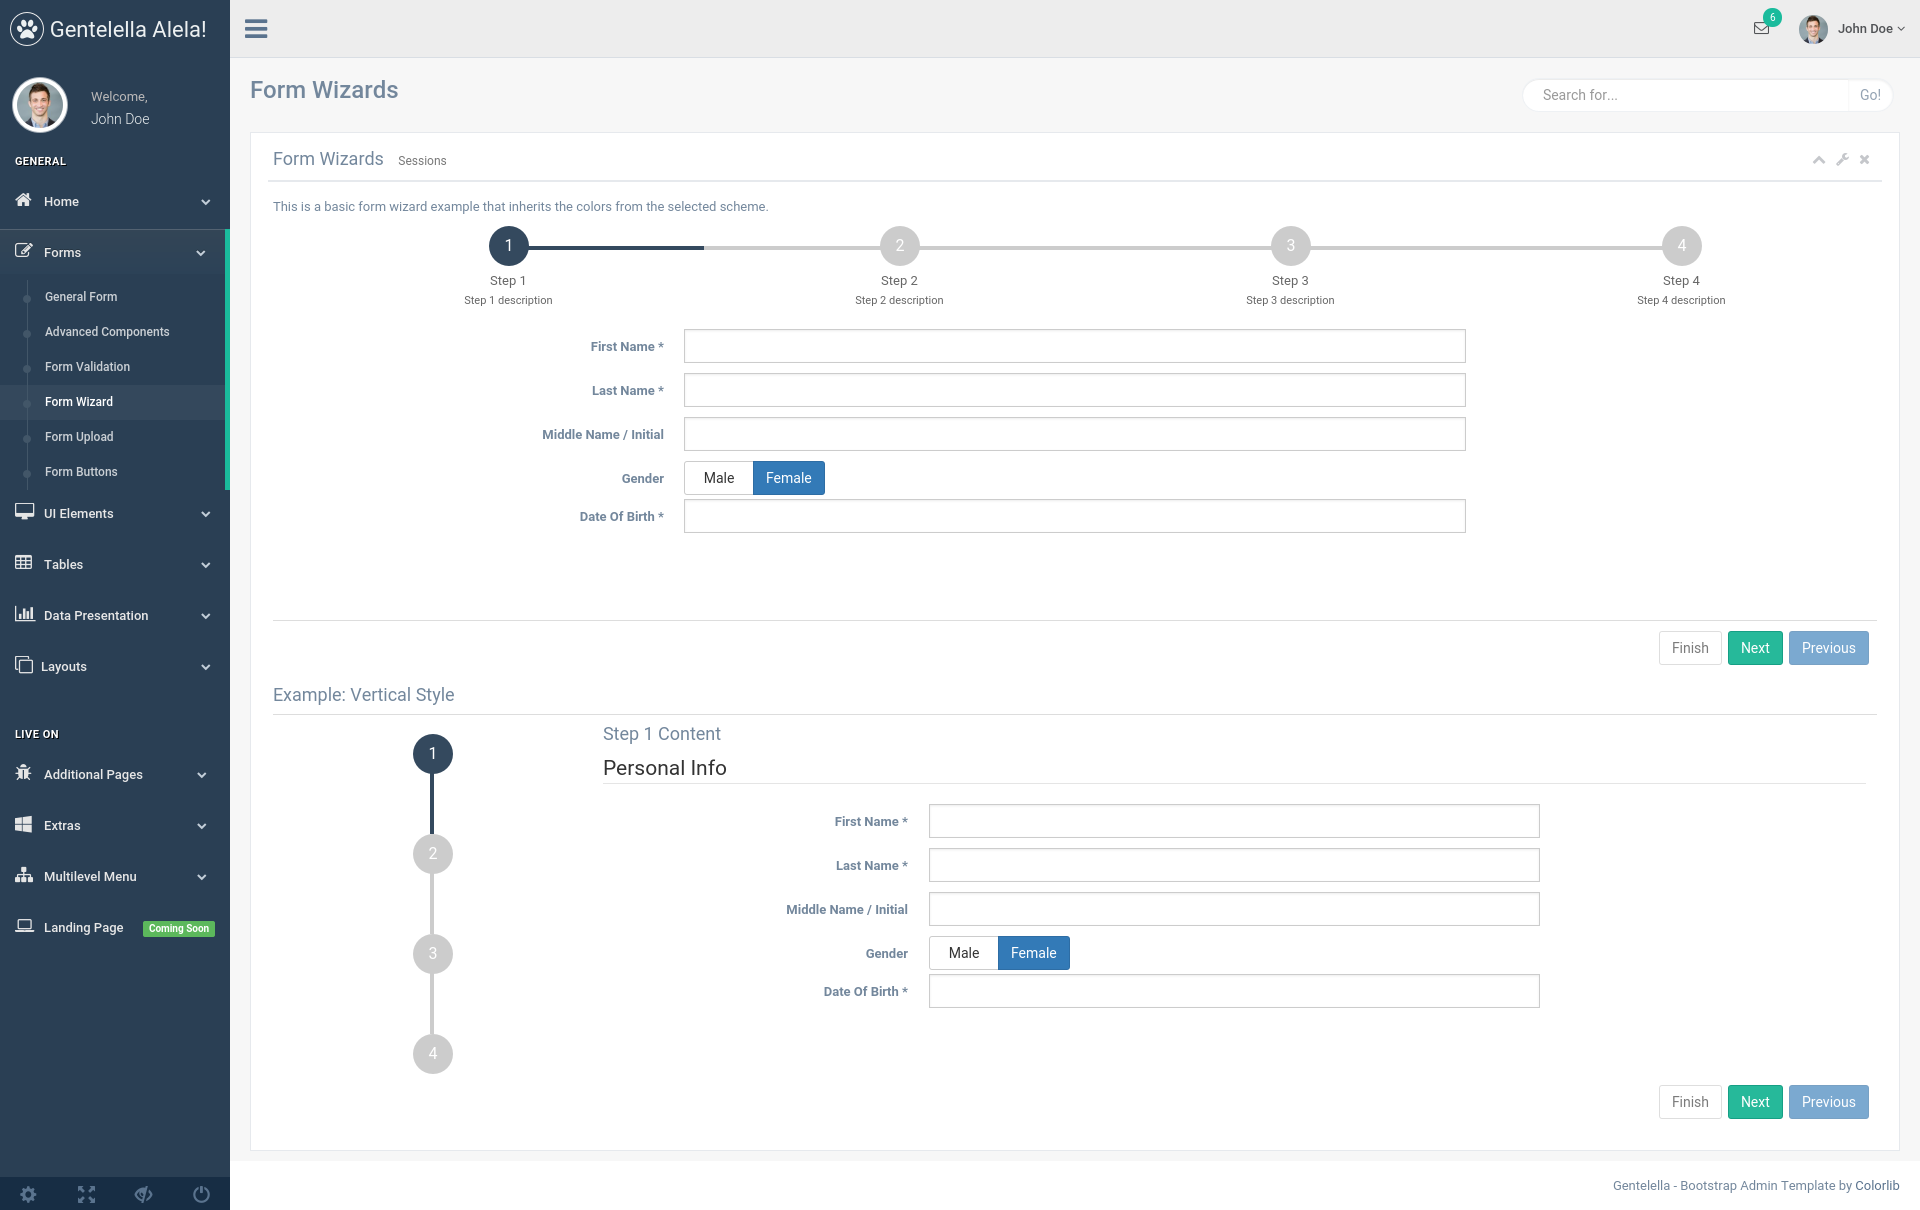 Gentelella Alela!
Welcome,
John Doe
GENERAL
Home
Forms
General Form
Advanced Components
Form Validation
Form Wizard
Form Upload
Form Buttons
UI Elements
Tables
Data Presentation
Layouts
LIVE ON
Additional Pages
Extras
Multilevel Menu
Landing Page Coming Soon
6
John Doe
Form Wizards
Search for... Go!
Form Wizards Sessions
This is a basic form wizard example that inherits the colors from the selected scheme.
1 2 3 4
Step 1 Step 2 Step 3 Step 4
Step 1 description Step 2 description Step 3 description Step 4 description
First Name *
Last Name *
Middle Name / Initial
Gender Male Female
Date Of Birth *
Finish Next Previous
Example: Vertical Style
1
2
3
4
Step 1 Content
Personal Info
First Name *
Last Name *
Middle Name / Initial
Gender Male Female
Date Of Birth *
Finish Next Previous
Gentelella - Bootstrap Admin Template by Colorlib